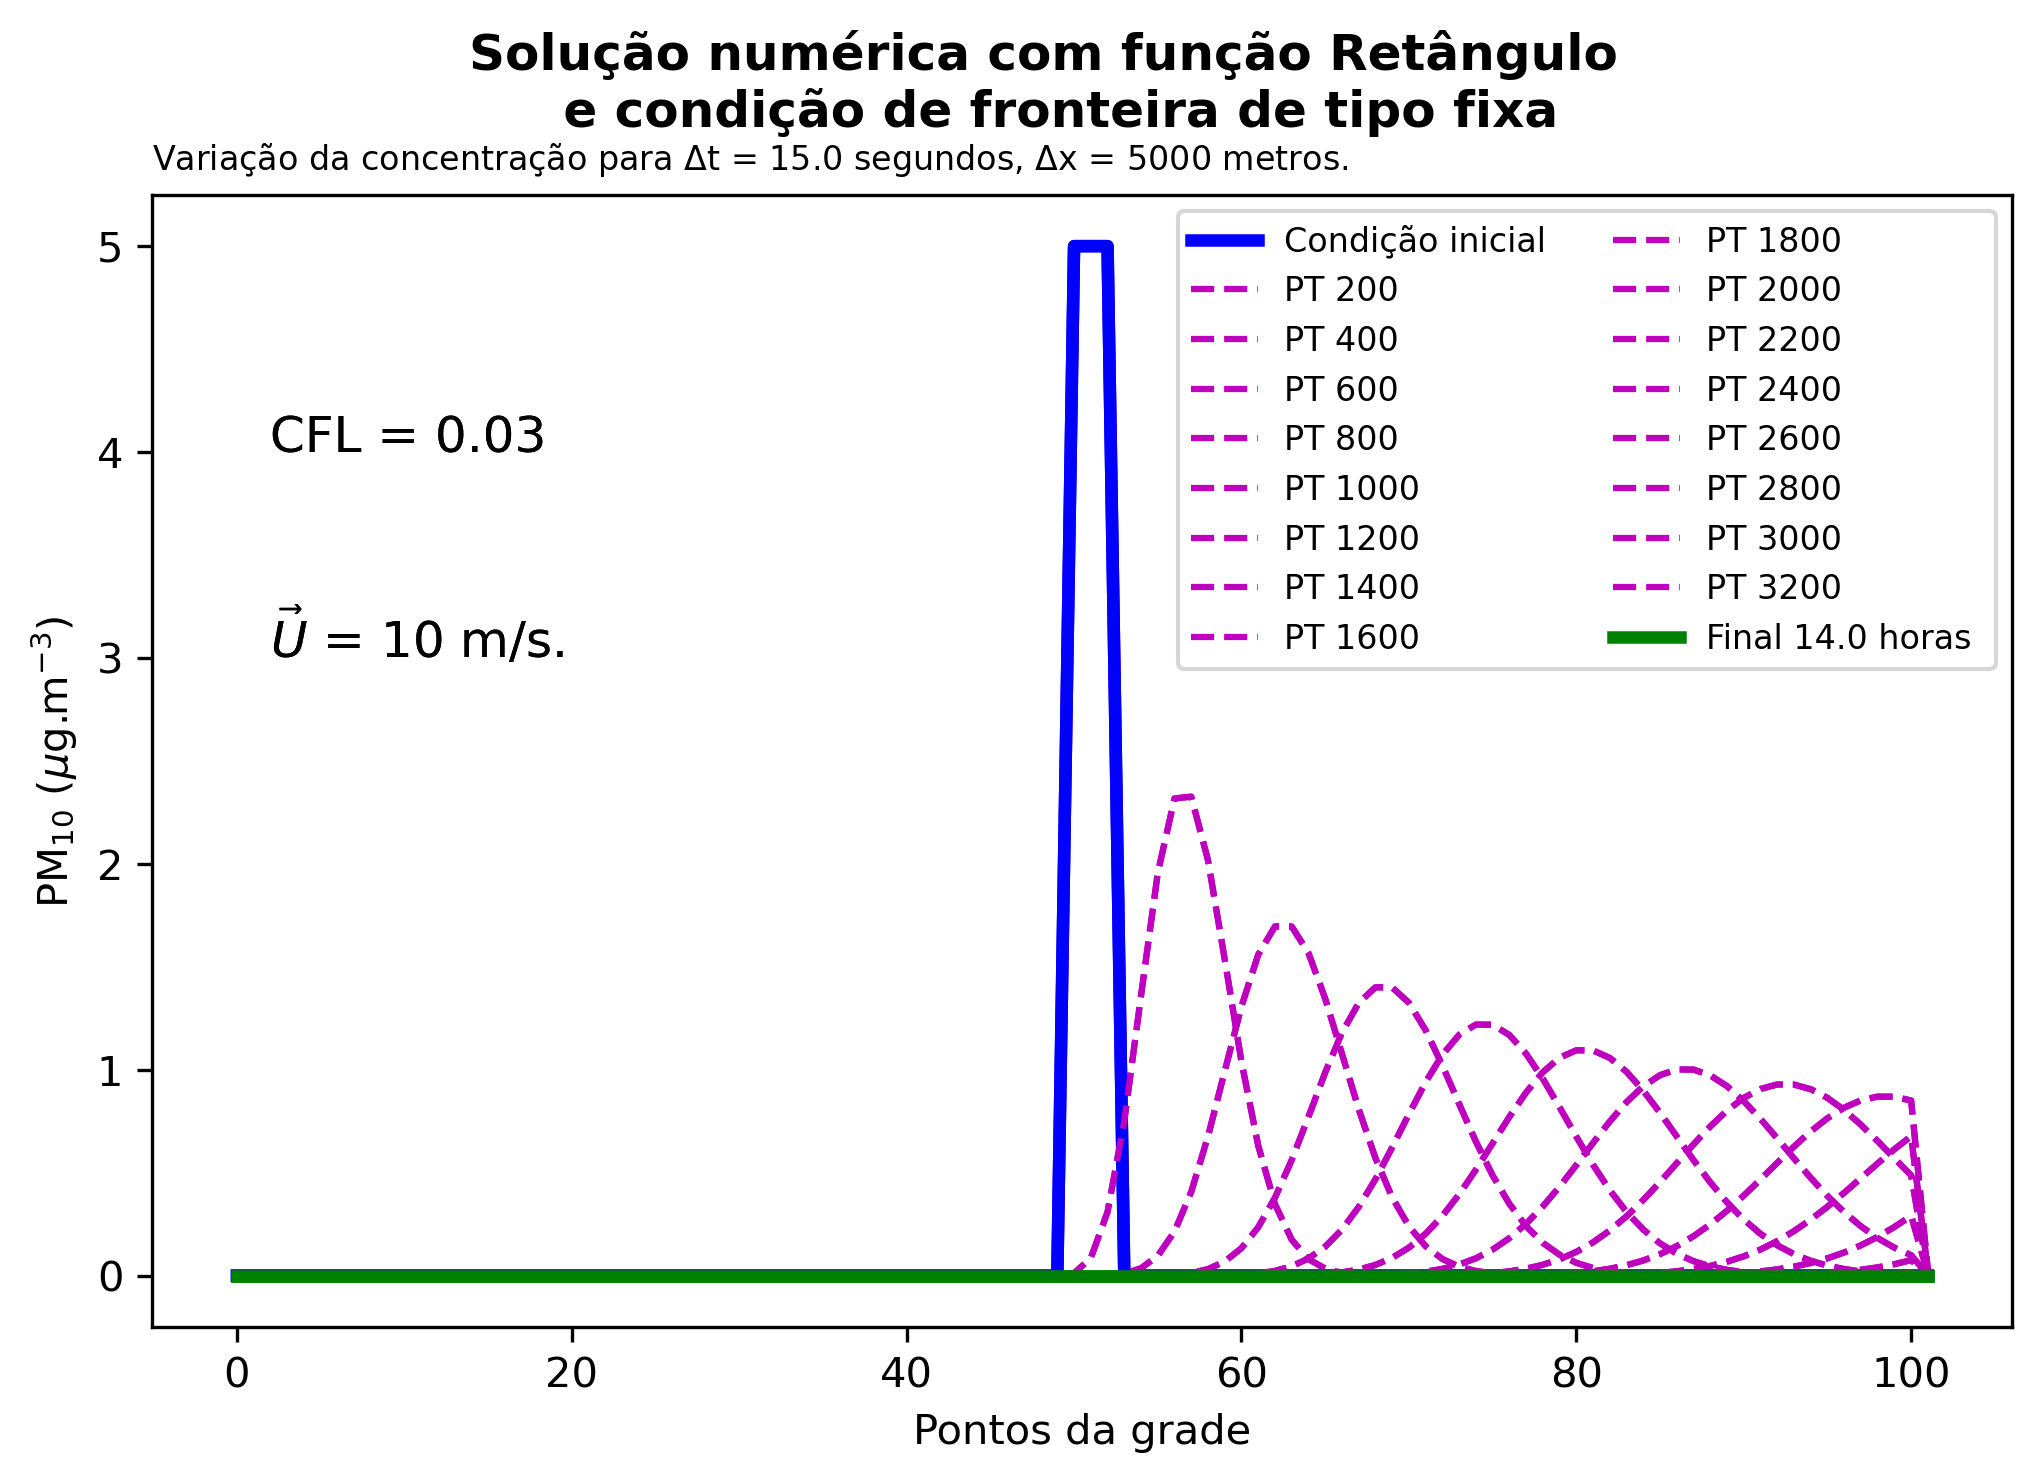 Solução numérica com função Retângulo
e condição de fronteira de tipo fixa
Variação da concentração para Δt = 15.0 segundos, Δx = 5000 metros.
5
4
3
2
1
0
PM₁₀ (μg.m⁻³)
CFL = 0.03
U⃗ = 10 m/s.
Condição inicial
PT 200
PT 400
PT 600
PT 800
PT 1000
PT 1200
PT 1400
PT 1600
PT 1800
PT 2000
PT 2200
PT 2400
PT 2600
PT 2800
PT 3000
PT 3200
Final 14.0 horas
0 20 40 60 80 100
Pontos da grade